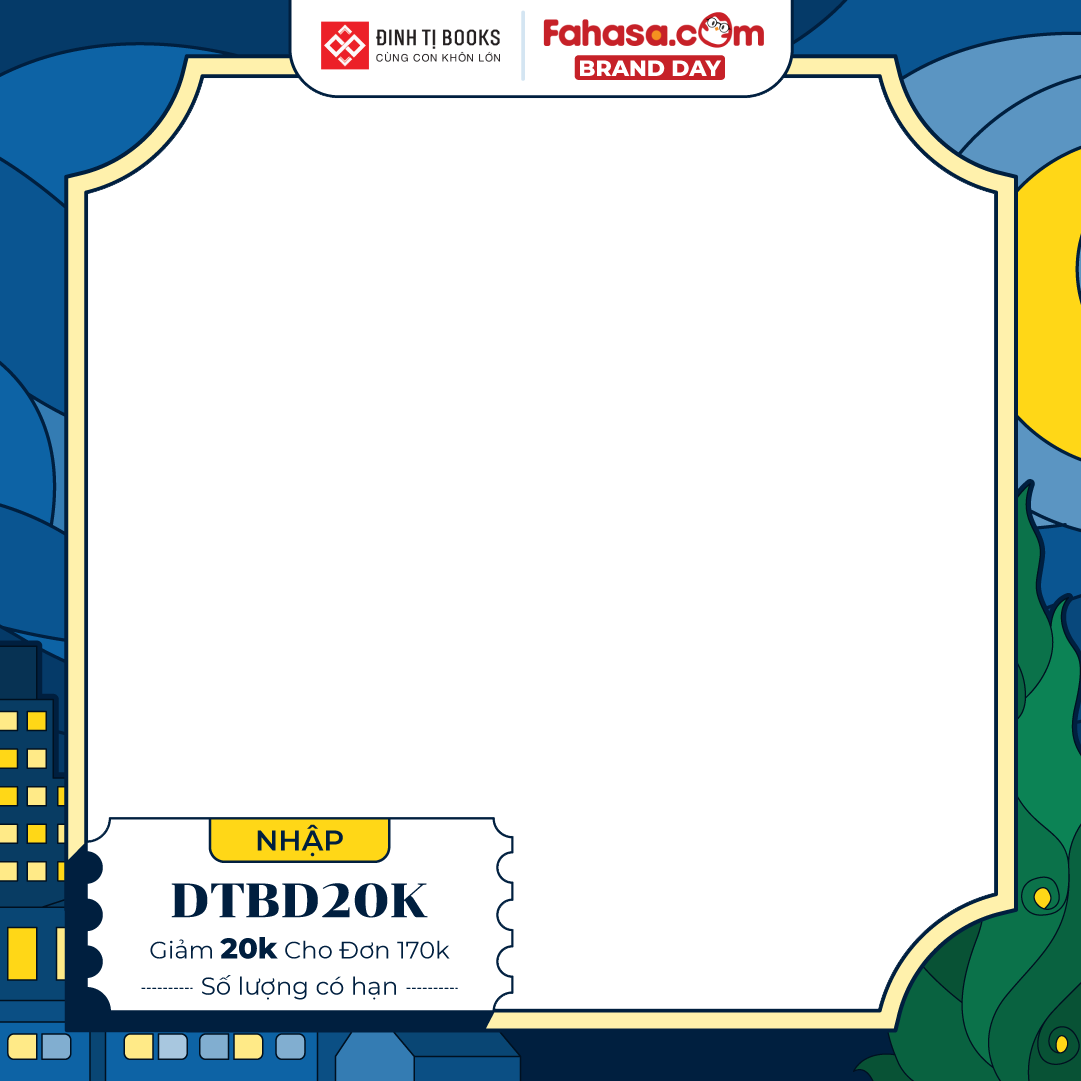 ĐINH TỊ BOOKS
CÙNG CON KHÔN LỚN
Fahasa.com
BRAND DAY
NHẬP
DTBD20K
Giảm 20k Cho Đơn 170k
Số lượng có hạn